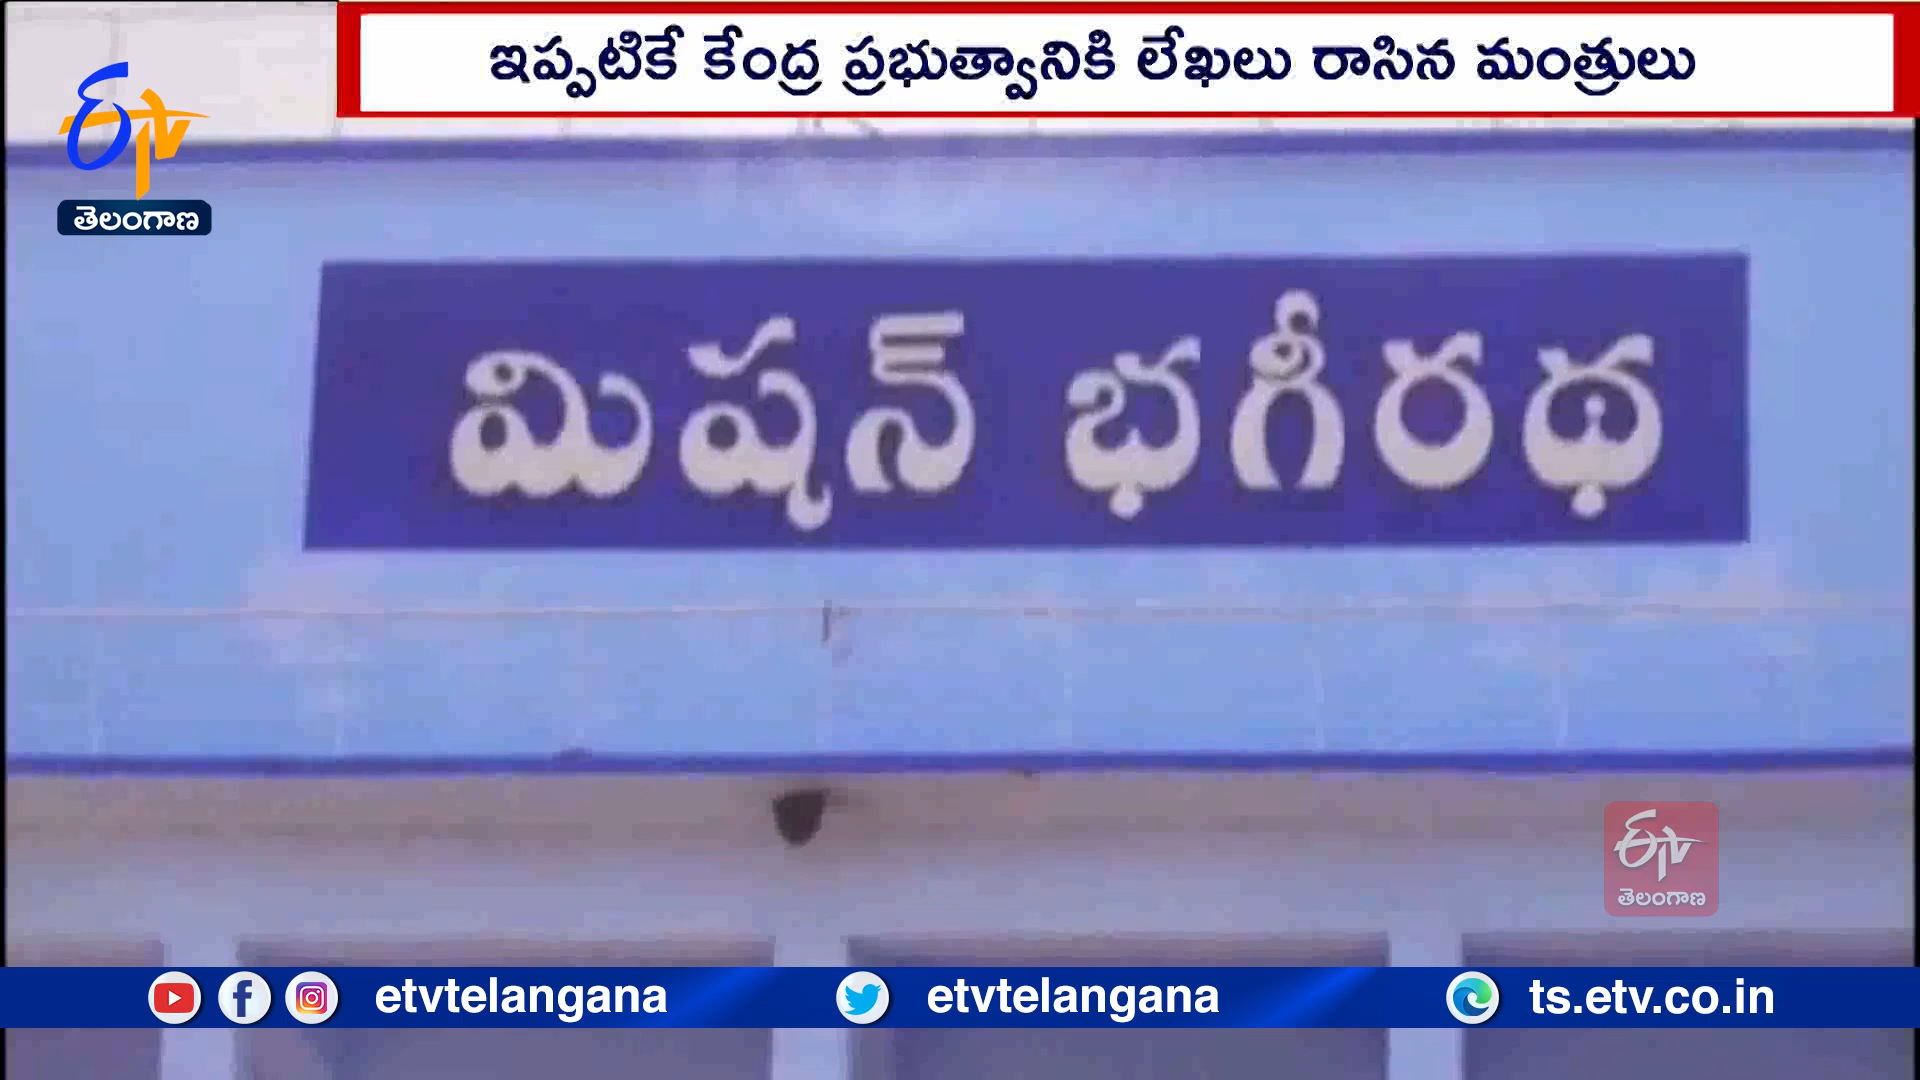 ఇప్పటికే కేంద్ర ప్రభుత్వానికి లేఖలు రాసిన మంత్రులు
ETV
తెలంగాణ
మిషన్ భగీరథ
ETV
తెలంగాణ
etvtelangana
etvtelangana
ts.etv.co.in